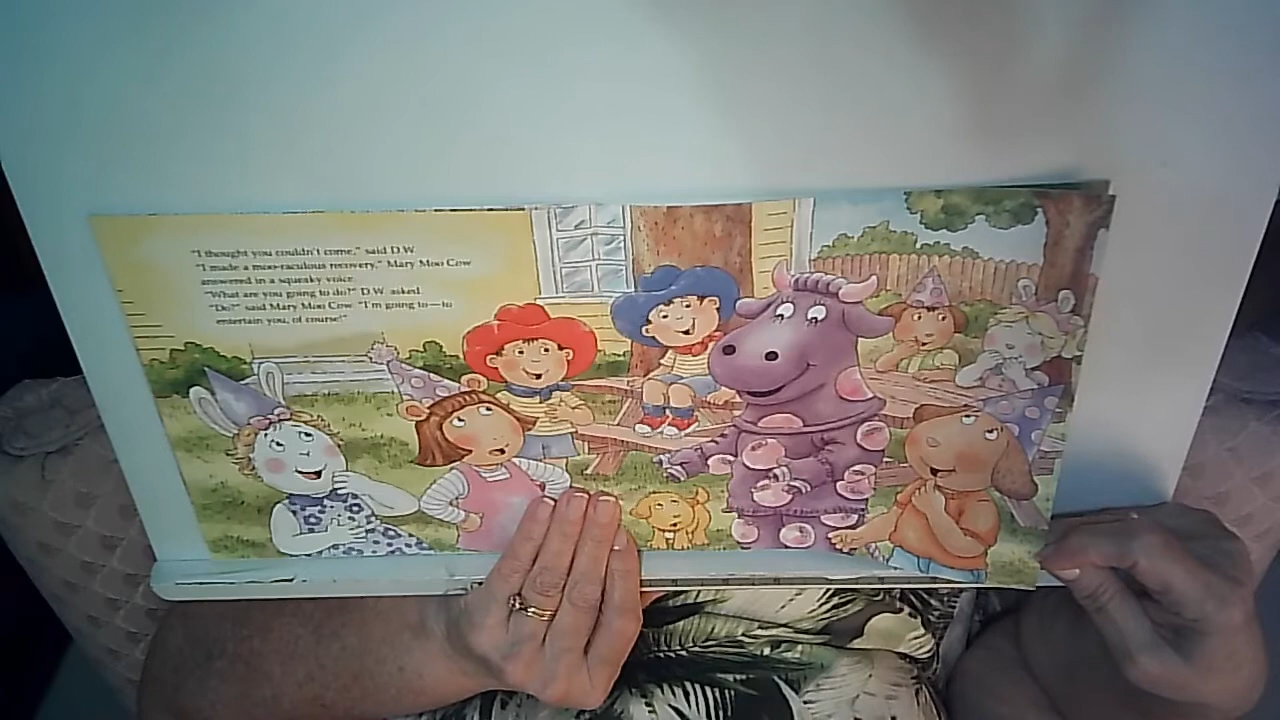 "I thought you couldn't come," said D.W.
"I made a moo-raculous recovery," Mary Moo Cow
answered in a squeaky voice.
"What are you going to do?" D.W. asked.
"Do?" said Mary Moo Cow. "I'm going to—to
entertain you, of course!"